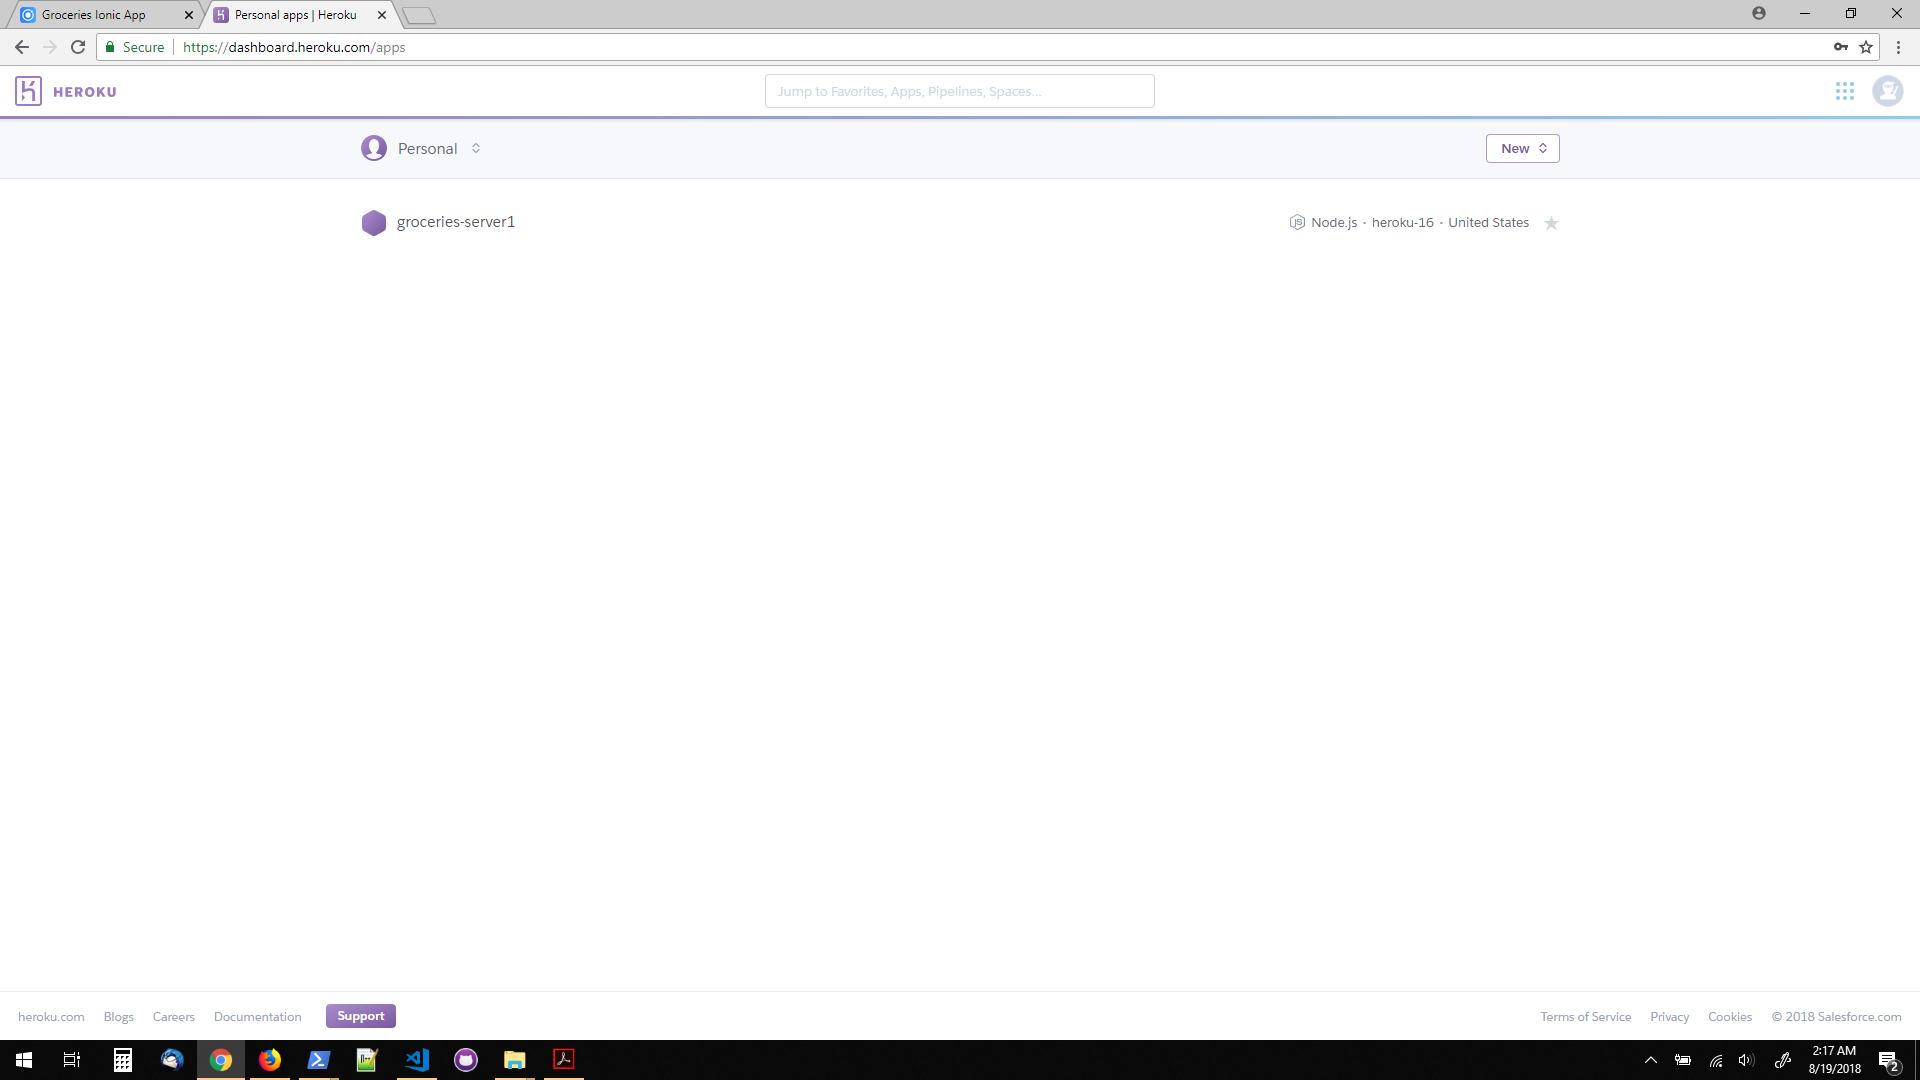 Groceries Ionic App
Personal apps | Heroku
Secure
https://dashboard.heroku.com/apps
HEROKU
Jump to Favorites, Apps, Pipelines, Spaces...
Personal
New
groceries-server1
Node.js · heroku-16 · United States
heroku.com Blogs Careers Documentation Support
Terms of Service Privacy Cookies © 2018 Salesforce.com
2:17 AM
8/19/2018
2